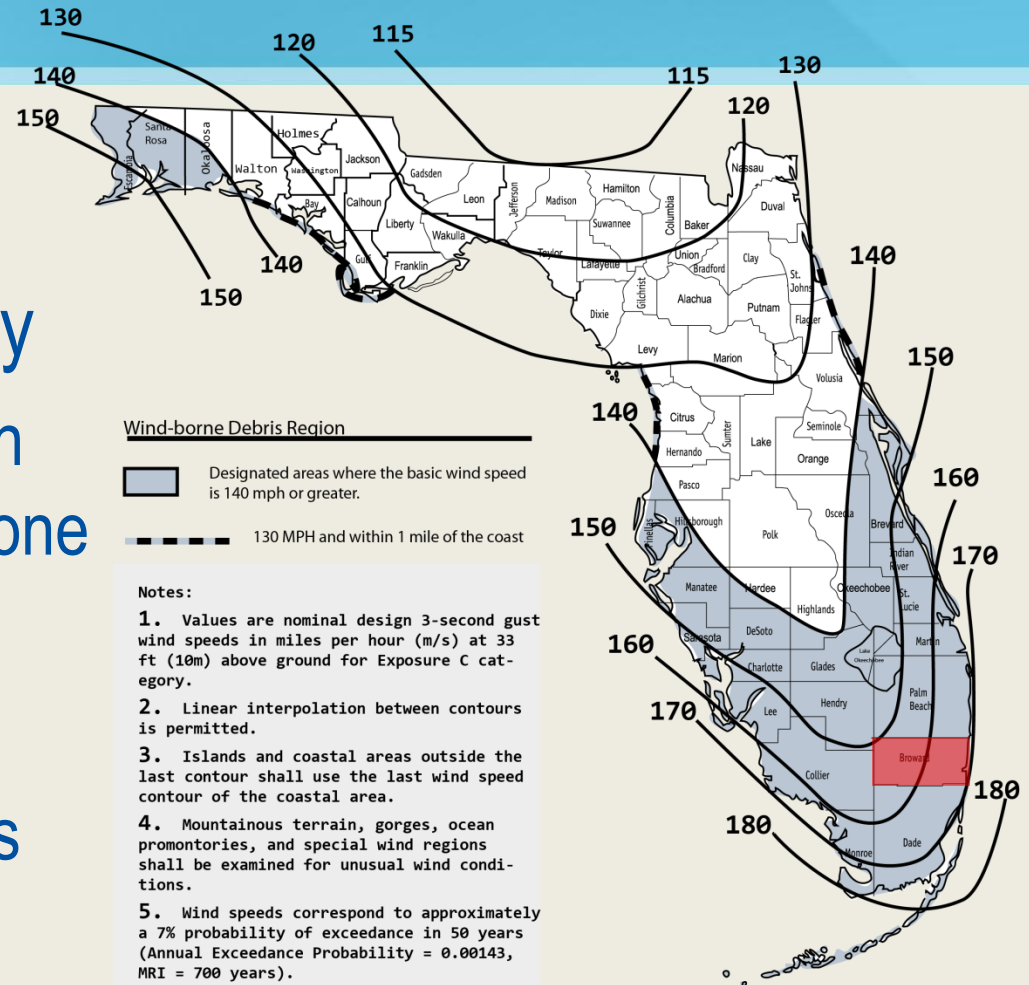 130
120
115
140
115
130
150
120
Santa
Rosa
Okaloosa
Holmes
Escambia
Walton
Washington
Jackson
Gadsden
Nassau
Bay
Calhoun
Leon
Jefferson
Madison
Hamilton
Columbia
Duval
Liberty
Wakulla
Suwannee
Baker
Gulf
Franklin
Taylor
Lafayette
Union
Bradford
Clay
St.
Johns
140
140
150
Dixie
Gilchrist
Alachua
Putnam
Flagler
y
Levy
Marion
Volusia
150
n
one
s
140
Citrus
Sumter
Lake
Seminole
Hernando
Orange
Pasco
160
Osceola
Brevard
150
Pinellas
Hillsborough
Polk
Indian
River
170
Manatee
Hardee
Highlands
Okeechobee
St.
Lucie
160
Sarasota
DeSoto
Martin
Charlotte
Glades
Lake
Okeechobee
170
Lee
Hendry
Palm
Beach
Collier
Broward
180
180
Monroe
Dade
Wind-borne Debris Region
Designated areas where the basic wind speed
is 140 mph or greater.
130 MPH and within 1 mile of the coast
Notes:
1. Values are nominal design 3-second gust
wind speeds in miles per hour (m/s) at 33
ft (10m) above ground for Exposure C cat-
egory.
2. Linear interpolation between contours
is permitted.
3. Islands and coastal areas outside the
last contour shall use the last wind speed
contour of the coastal area.
4. Mountainous terrain, gorges, ocean
promontories, and special wind regions
shall be examined for unusual wind condi-
tions.
5. Wind speeds correspond to approximately
a 7% probability of exceedance in 50 years
(Annual Exceedance Probability = 0.00143,
MRI = 700 years).